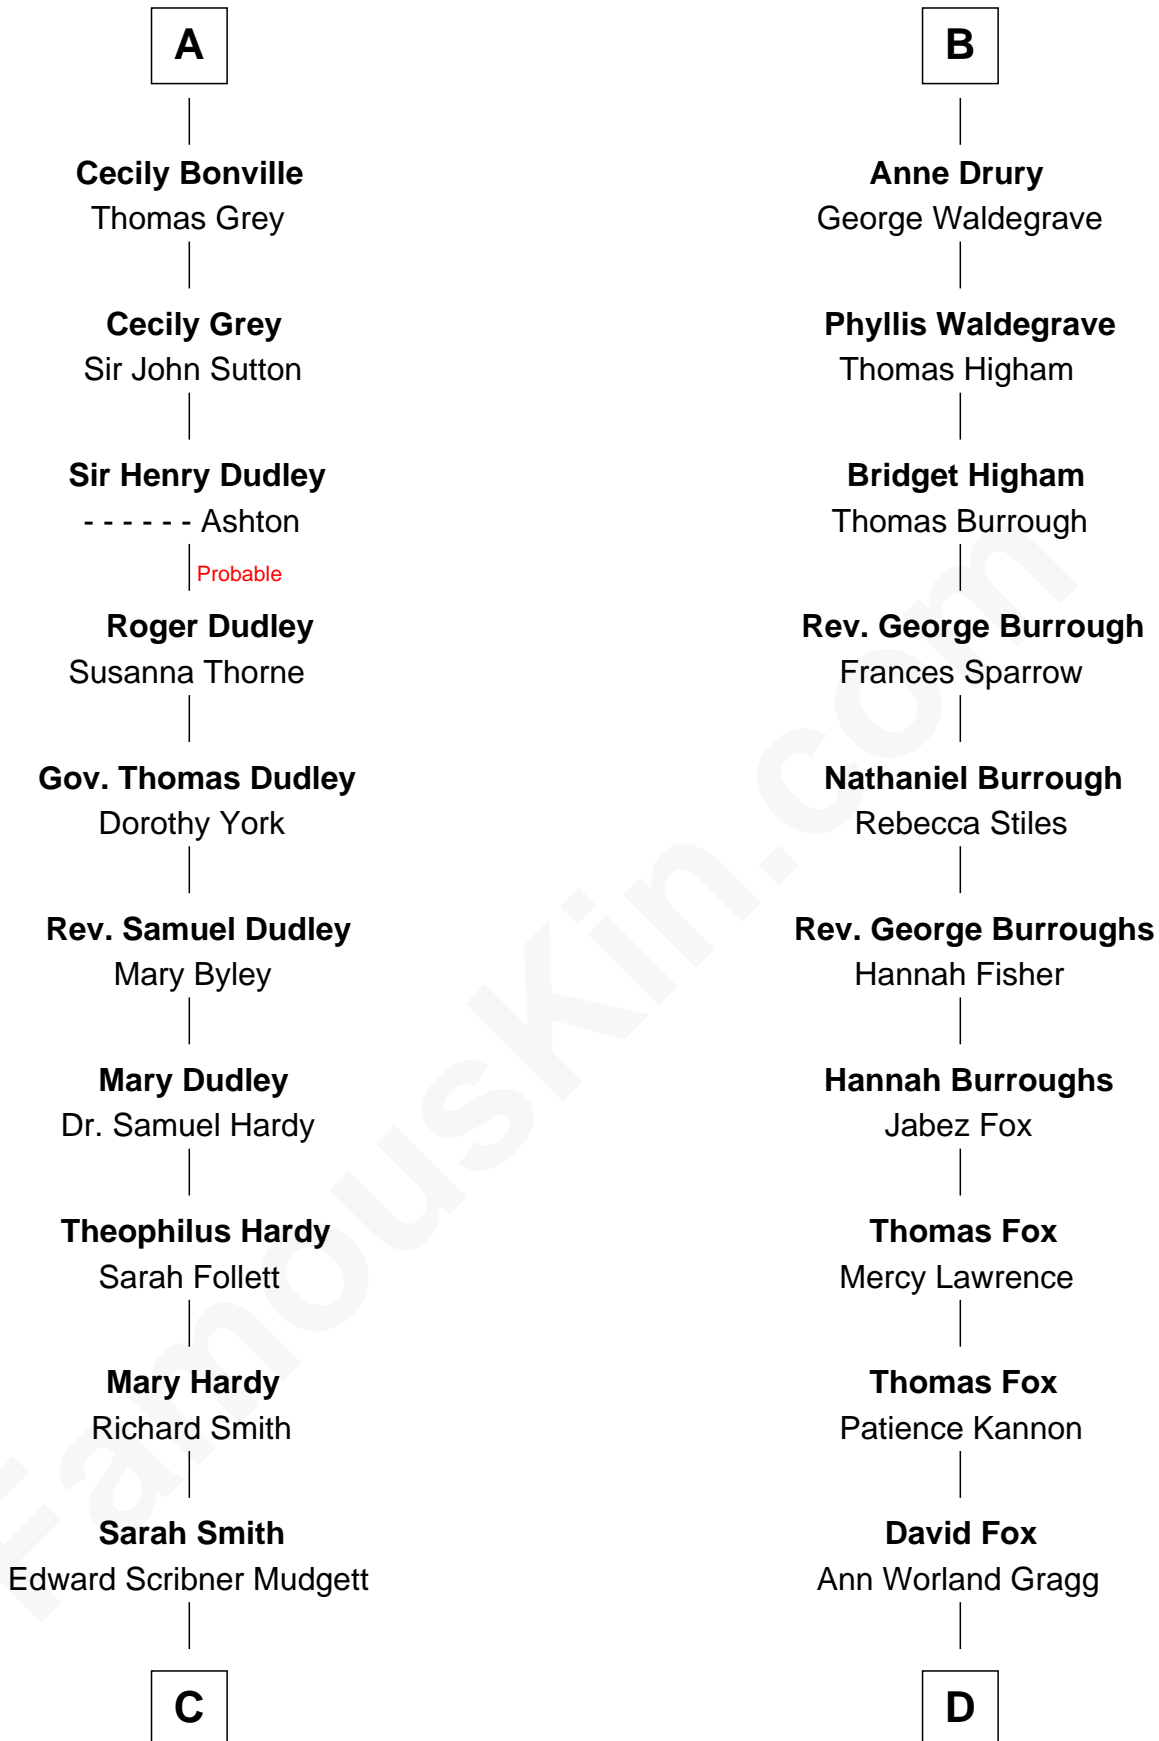 A
Cecily Bonville
Thomas Grey
Cecily Grey
Sir John Sutton
Sir Henry Dudley
- - - - - - Ashton
Probable
Roger Dudley
Susanna Thorne
Gov. Thomas Dudley
Dorothy York
Rev. Samuel Dudley
Mary Byley
Mary Dudley
Dr. Samuel Hardy
Theophilus Hardy
Sarah Follett
Mary Hardy
Richard Smith
Sarah Smith
Edward Scribner Mudgett
C
B
Anne Drury
George Waldegrave
Phyllis Waldegrave
Thomas Higham
Bridget Higham
Thomas Burrough
Rev. George Burrough
Frances Sparrow
Nathaniel Burrough
Rebecca Stiles
Rev. George Burroughs
Hannah Fisher
Hannah Burroughs
Jabez Fox
Thomas Fox
Mercy Lawrence
Thomas Fox
Patience Kannon
David Fox
Ann Worland Gragg
D
FamousKin.com